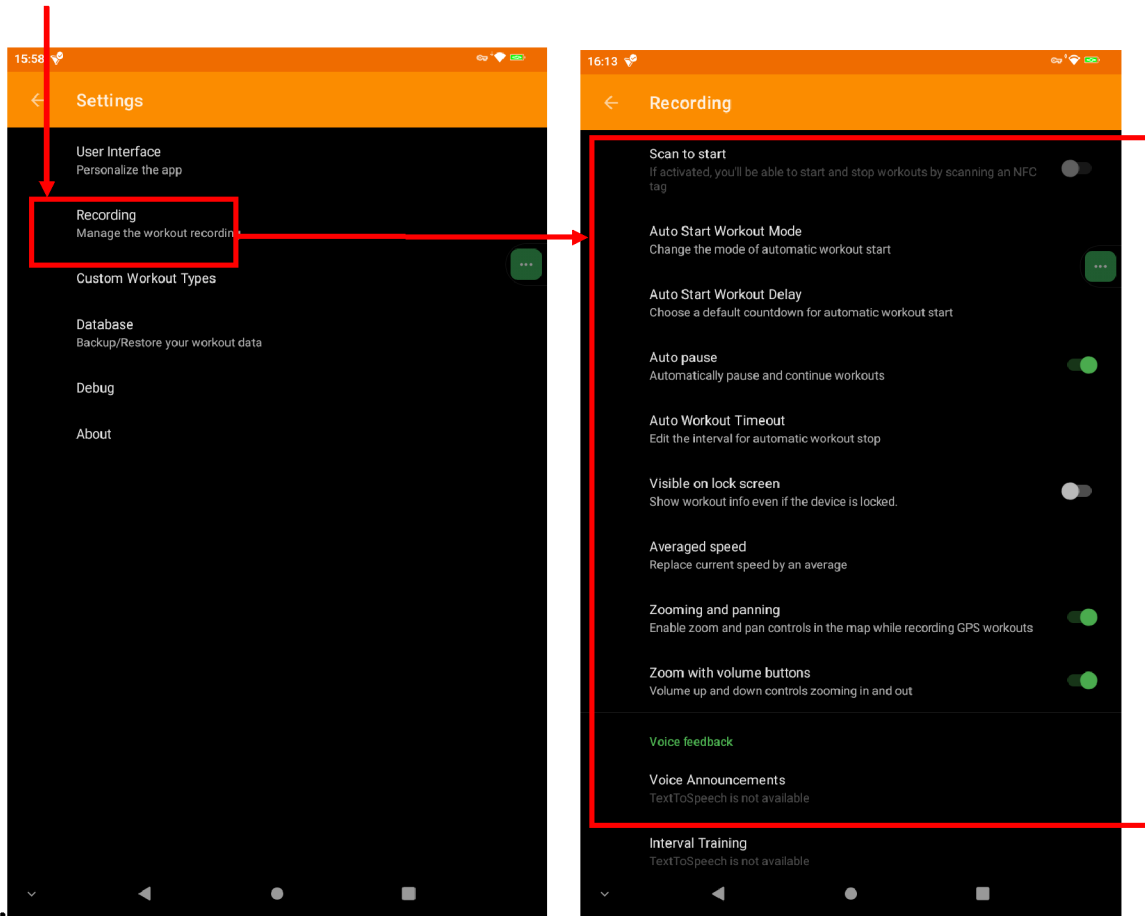 15:58
Settings
User Interface
Personalize the app
Recording
Manage the workout recording
Custom Workout Types
Database
Backup/Restore your workout data
Debug
About
16:13
Recording
Scan to start
If activated, you'll be able to start and stop workouts by scanning an NFC
tag
Auto Start Workout Mode
Change the mode of automatic workout start
Auto Start Workout Delay
Choose a default countdown for automatic workout start
Auto pause
Automatically pause and continue workouts
Auto Workout Timeout
Edit the interval for automatic workout stop
Visible on lock screen
Show workout info even if the device is locked.
Averaged speed
Replace current speed by an average
Zooming and panning
Enable zoom and pan controls in the map while recording GPS workouts
Zoom with volume buttons
Volume up and down controls zooming in and out
Voice feedback
Voice Announcements
TextToSpeech is not available
Interval Training
TextToSpeech is not available